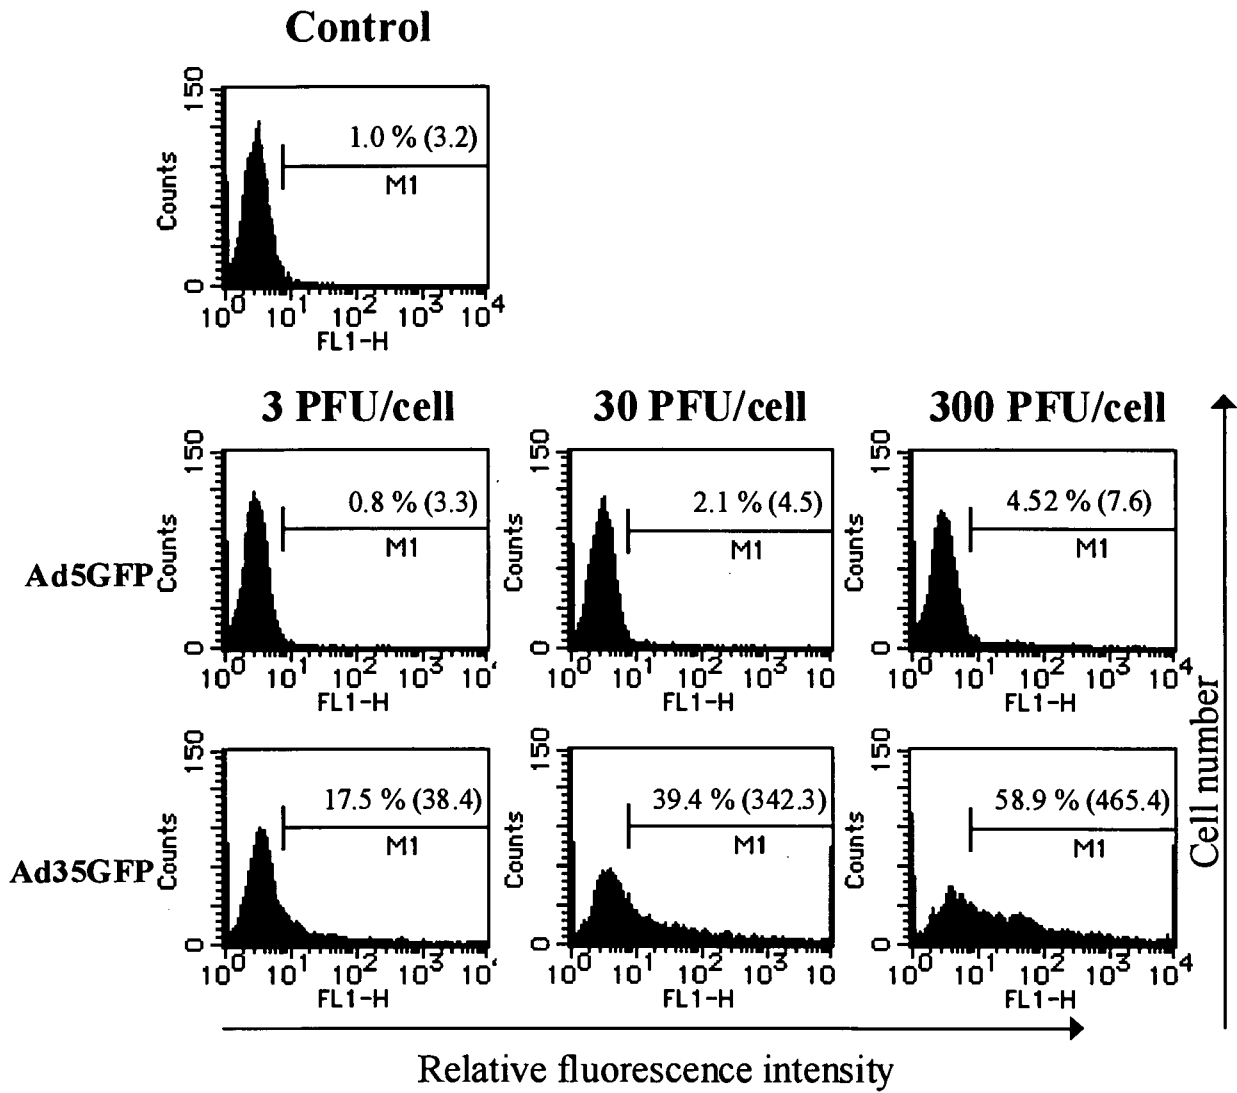 Control
150
Counts
0
1.0 % (3.2)
M1
10^0 10^1 10^2 10^3 10^4
FL1-H
3 PFU/cell 30 PFU/cell 300 PFU/cell
Ad5GFP
150
Counts
0
0.8 % (3.3)
M1
10^0 10^1 10^2 10^3 10
FL1-H
150
Counts
0
2.1 % (4.5)
M1
10^0 10^1 10^2 10^3 10
FL1-H
150
Counts
0
4.52 % (7.6)
M1
10^0 10^1 10^2 10^3 10^4
FL1-H
Ad35GFP
150
Counts
0
17.5 % (38.4)
M1
10^0 10^1 10^2 10^3 10
FL1-H
150
Counts
0
39.4 % (342.3)
M1
10^0 10^1 10^2 10^3 10
FL1-H
150
Counts
0
58.9 % (465.4)
M1
10^0 10^1 10^2 10^3 10^4
FL1-H
Cell number
Relative fluorescence intensity